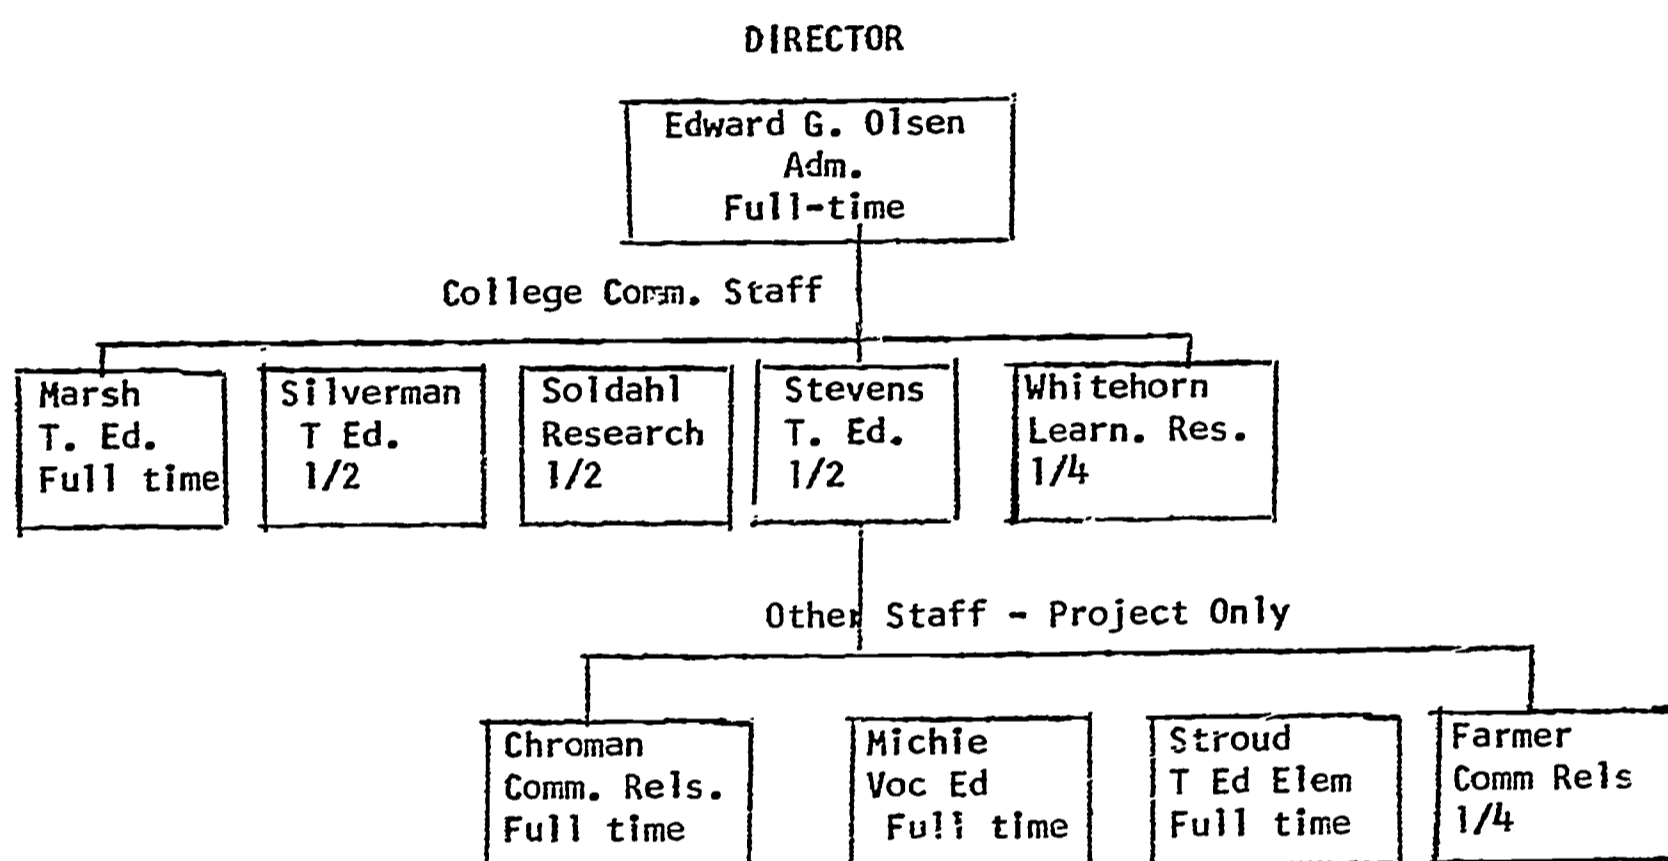 DIRECTOR
Edward G. Olsen
Adm.
Full-time
College Comm. Staff
Marsh
T. Ed.
Full time
Silverman
T Ed.
1/2
Soldahl
Research
1/2
Stevens
T. Ed.
1/2
Whitehorn
Learn. Res.
1/4
Other Staff - Project Only
Chroman
Comm. Rels.
Full time
Michie
Voc Ed
Full time
Stroud
T Ed Elem
Full time
Farmer
Comm Rels
1/4